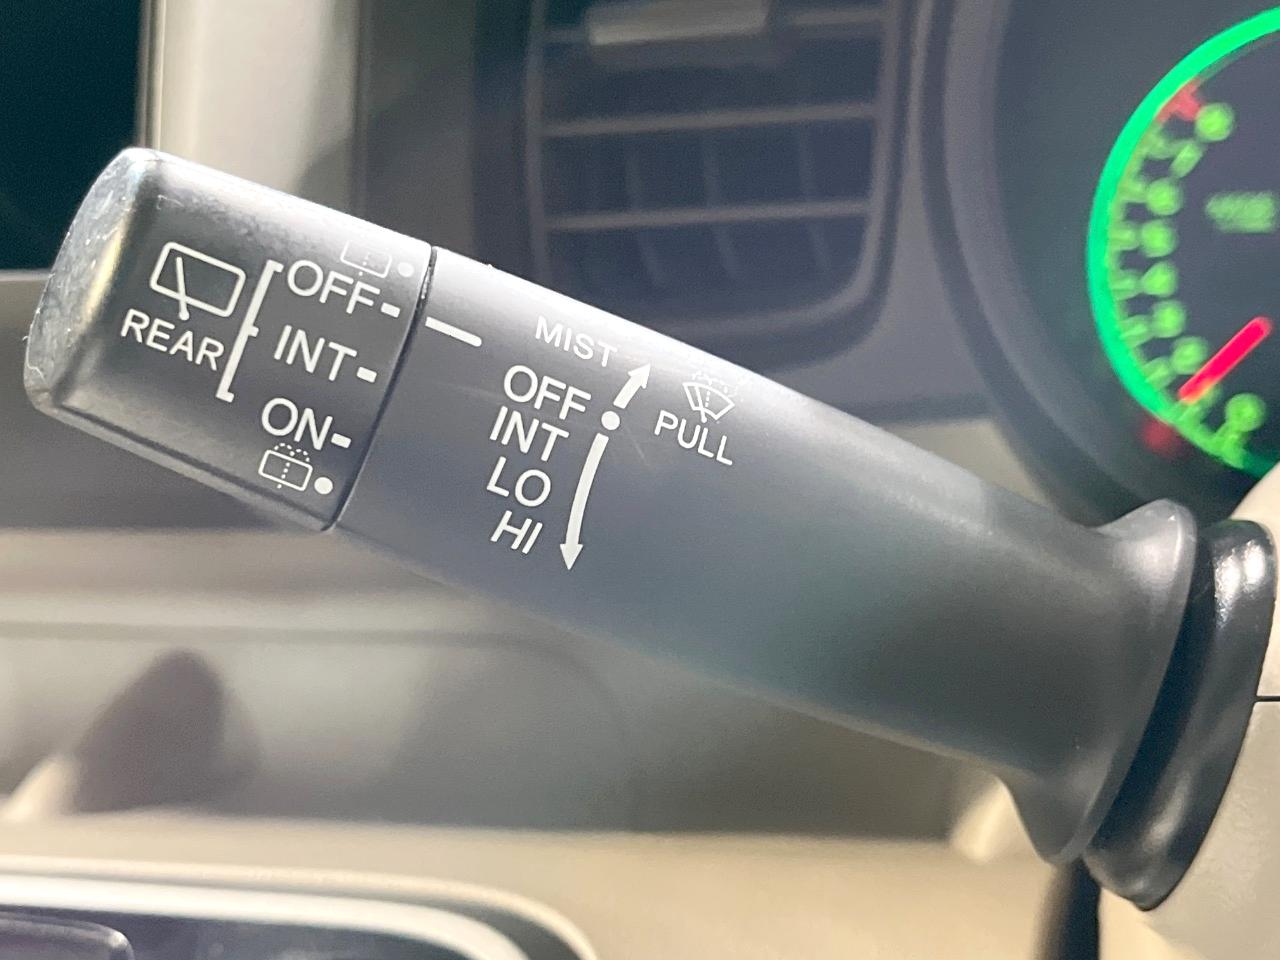 REAR
OFF
INT
ON
MIST
OFF
INT
LO
HI
PULL